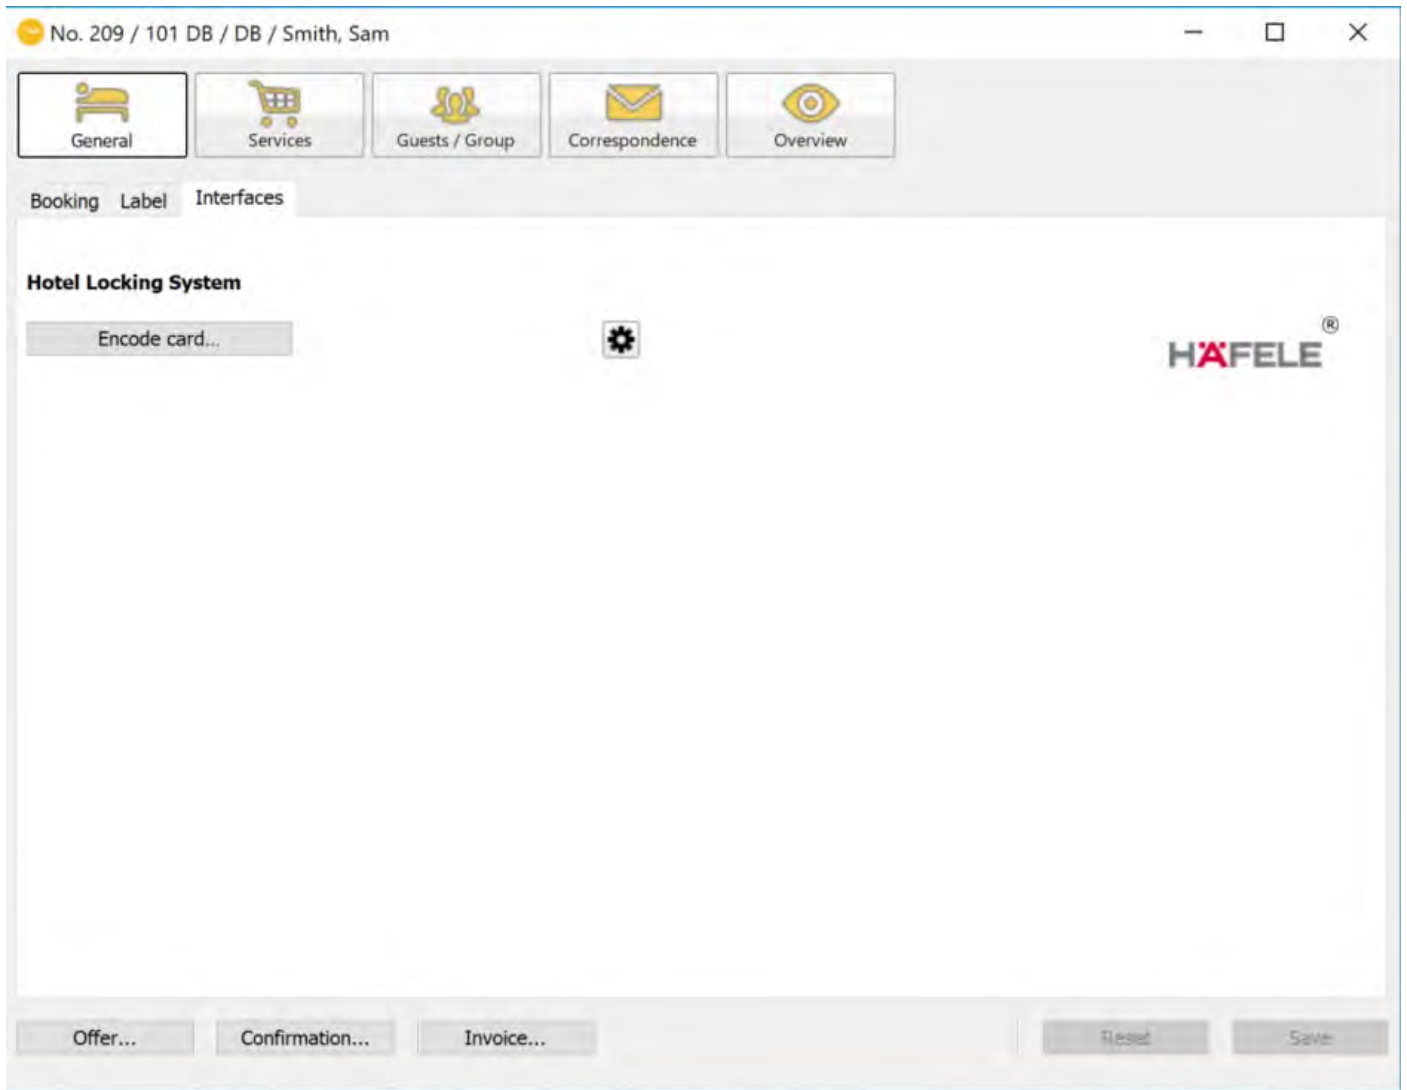 No. 209 / 101 DB / DB / Smith, Sam
General
Services
Guests / Group
Correspondence
Overview
Booking Label Interfaces
Hotel Locking System
Encode card...
HÄFELE ®
Offer...
Confirmation...
Invoice...
Reset
Save